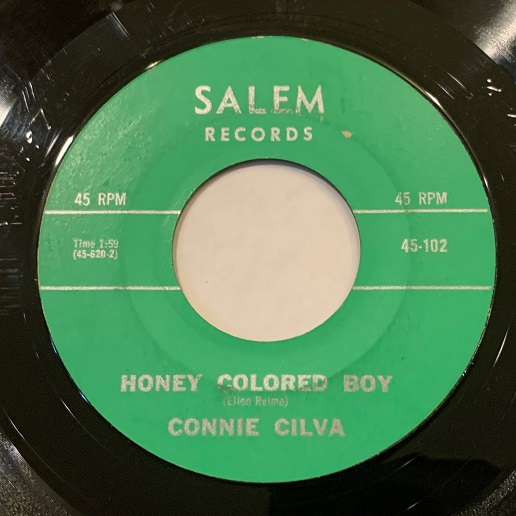 SALEM
RECORDS
45 RPM 45 RPM
Time 1:59 45-102
(45-620-2)
HONEY COLORED BOY
CONNIE CILVA